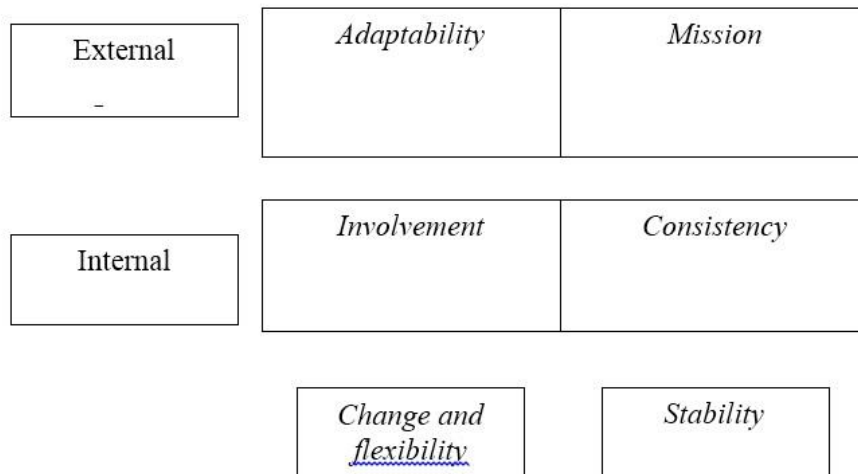 External
Adaptability
Mission
–
Internal
Involvement
Consistency
Change and
flexibility
Stability